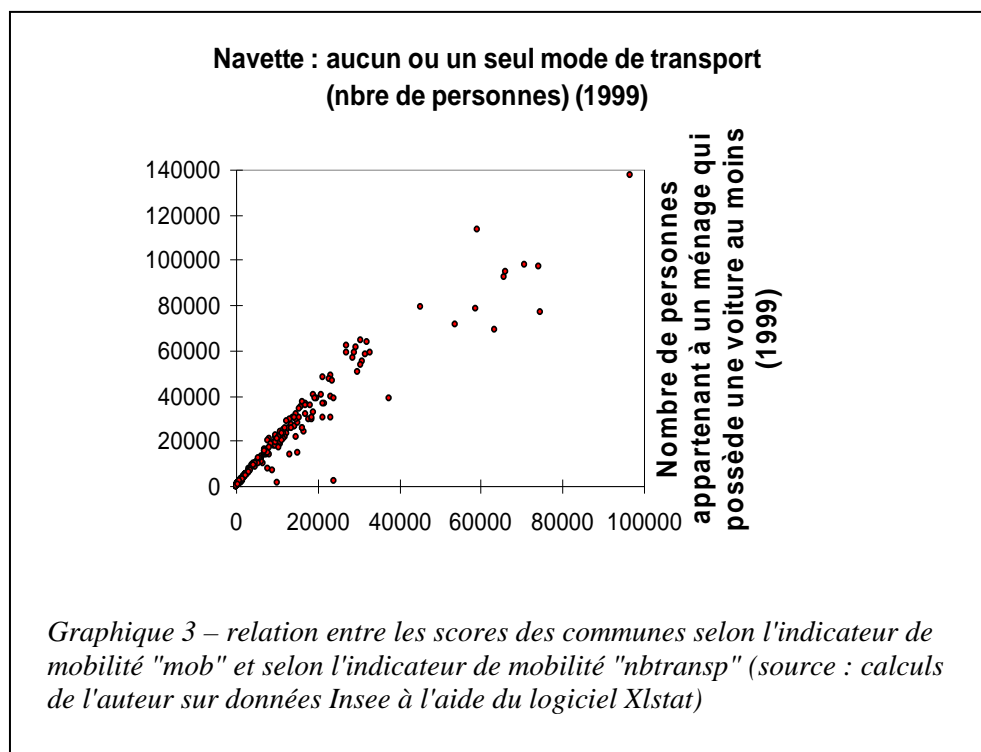 Navette : aucun ou un seul mode de transport
(nbre de personnes) (1999)
140000
120000
100000
80000
60000
40000
20000
0
0 20000 40000 60000 80000 100000
Nombre de personnes
appartenant à un ménage qui
possède une voiture au moins
(1999)
Graphique 3 – relation entre les scores des communes selon l'indicateur de
mobilité "mob" et selon l'indicateur de mobilité "nbtransp" (source : calculs
de l'auteur sur données Insee à l'aide du logiciel Xlstat)